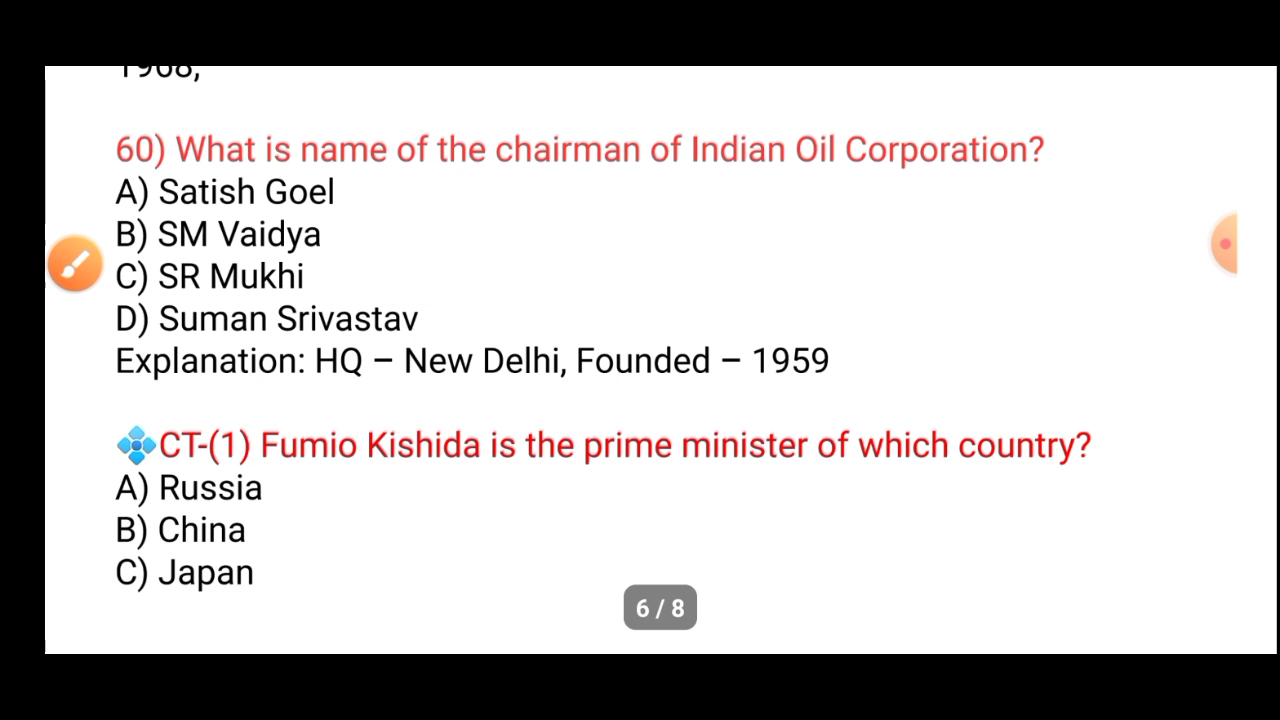 1968,
60) What is name of the chairman of Indian Oil Corporation?
A) Satish Goel
B) SM Vaidya
C) SR Mukhi
D) Suman Srivastav
Explanation: HQ – New Delhi, Founded – 1959
💠CT-(1) Fumio Kishida is the prime minister of which country?
A) Russia
B) China
C) Japan
6 / 8